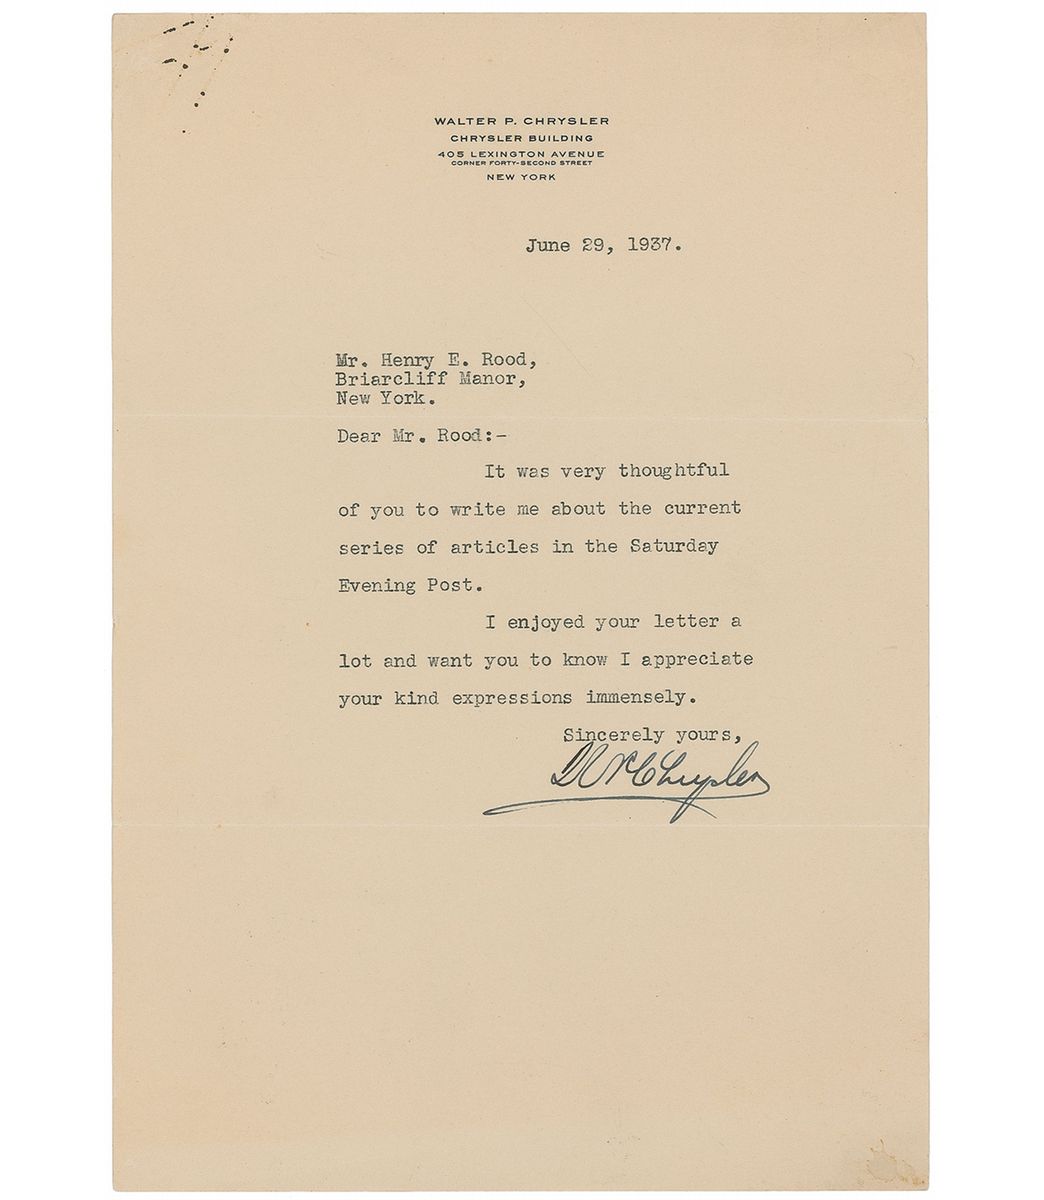 WALTER P. CHRYSLER
CHRYSLER BUILDING
405 LEXINGTON AVENUE
CORNER FORTY-SECOND STREET
NEW YORK
June 29, 1937.
Mr. Henry E. Rood,
Briarcliff Manor,
New York.
Dear Mr. Rood:-
It was very thoughtful
of you to write me about the current
series of articles in the Saturday
Evening Post.
I enjoyed your letter a
lot and want you to know I appreciate
your kind expressions immensely.
Sincerely yours,
W P Chrysler